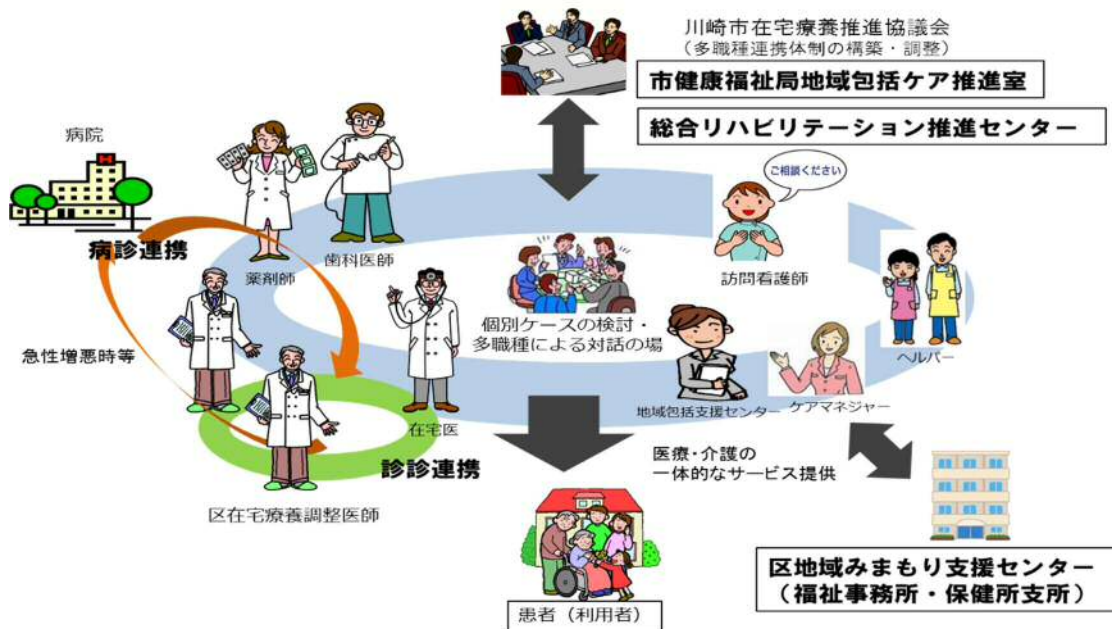 川崎市在宅療養推進協議会
(多職種連携体制の構築・調整)
市健康福祉局地域包括ケア推進室
総合リハビリテーション推進センター
病院
H
ご相談ください
病診連携
薬剤師
歯科医師
訪問看護師
個別ケースの検討・
多職種による対話の場
急性増悪時等
ヘルパー
地域包括支援センター
ケアマネジャー
在宅医
診診連携
医療・介護の
一体的なサービス提供
区在宅療養調整医師
区地域みまもり支援センター
(福祉事務所・保健所支所)
患者(利用者)